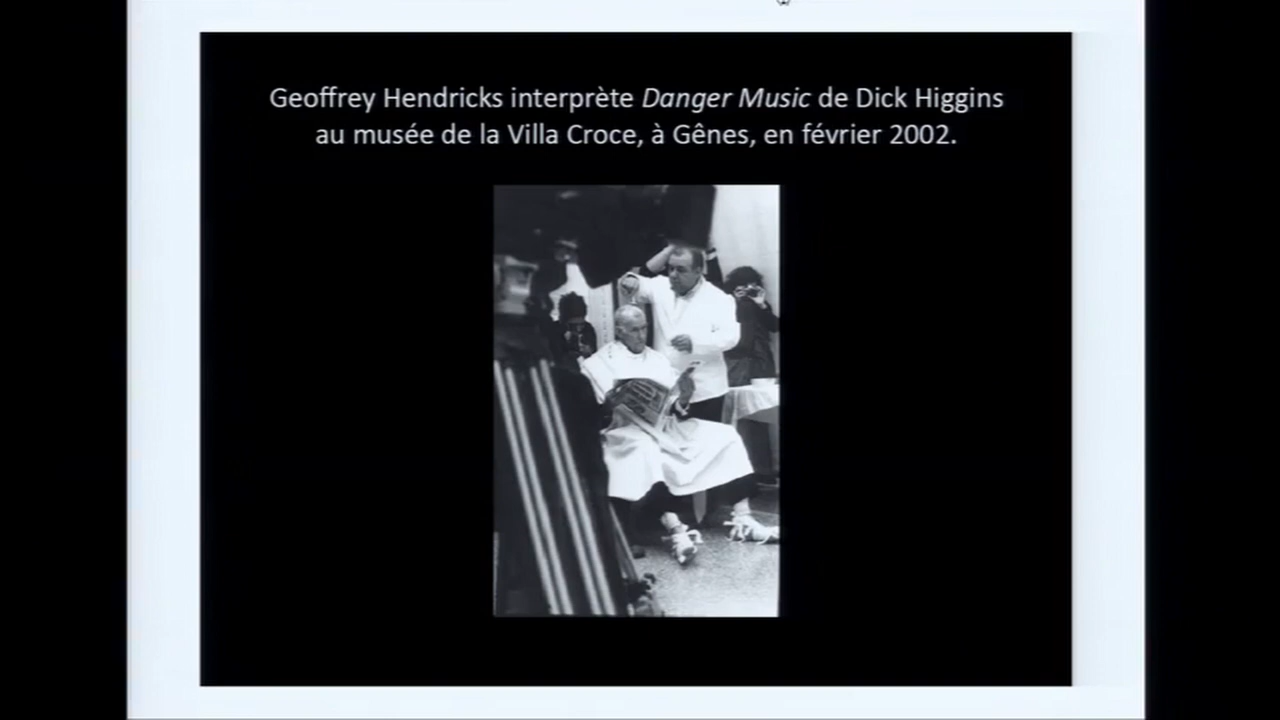 Geoffrey Hendricks interprète Danger Music de Dick Higgins
au musée de la Villa Croce, à Gênes, en février 2002.